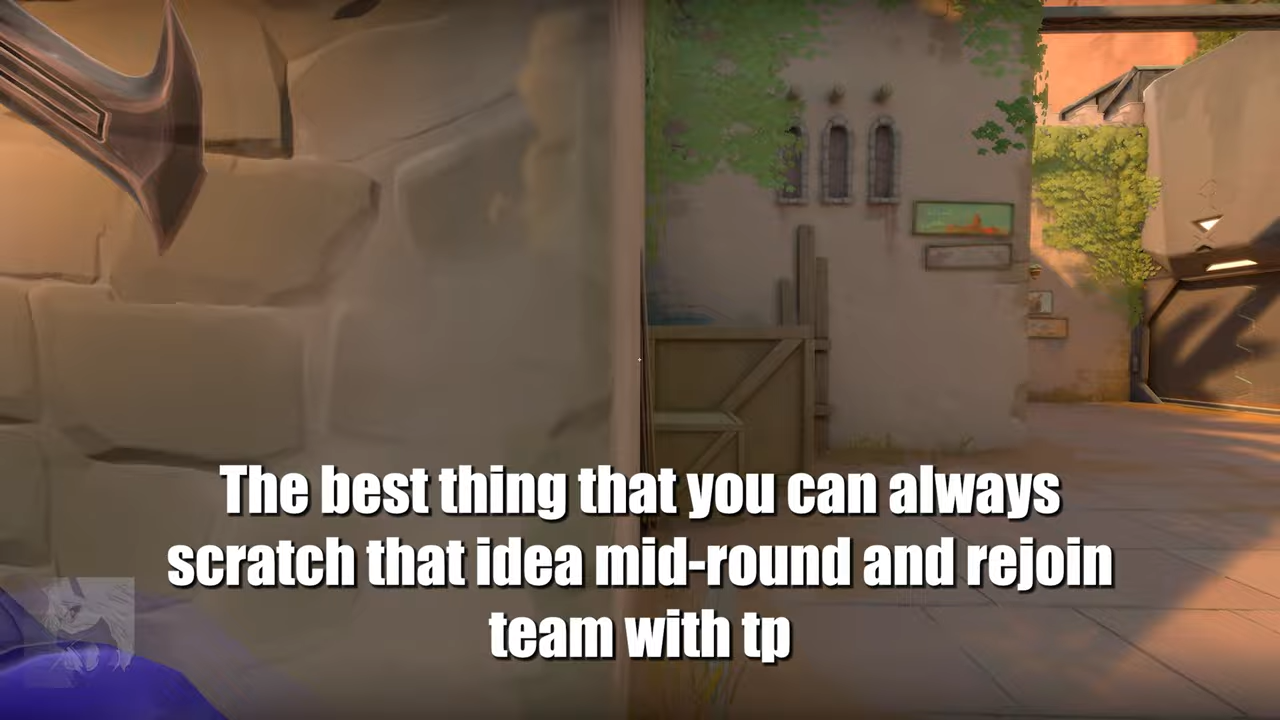 The best thing that you can always
scratch that idea mid-round and rejoin
team with tp